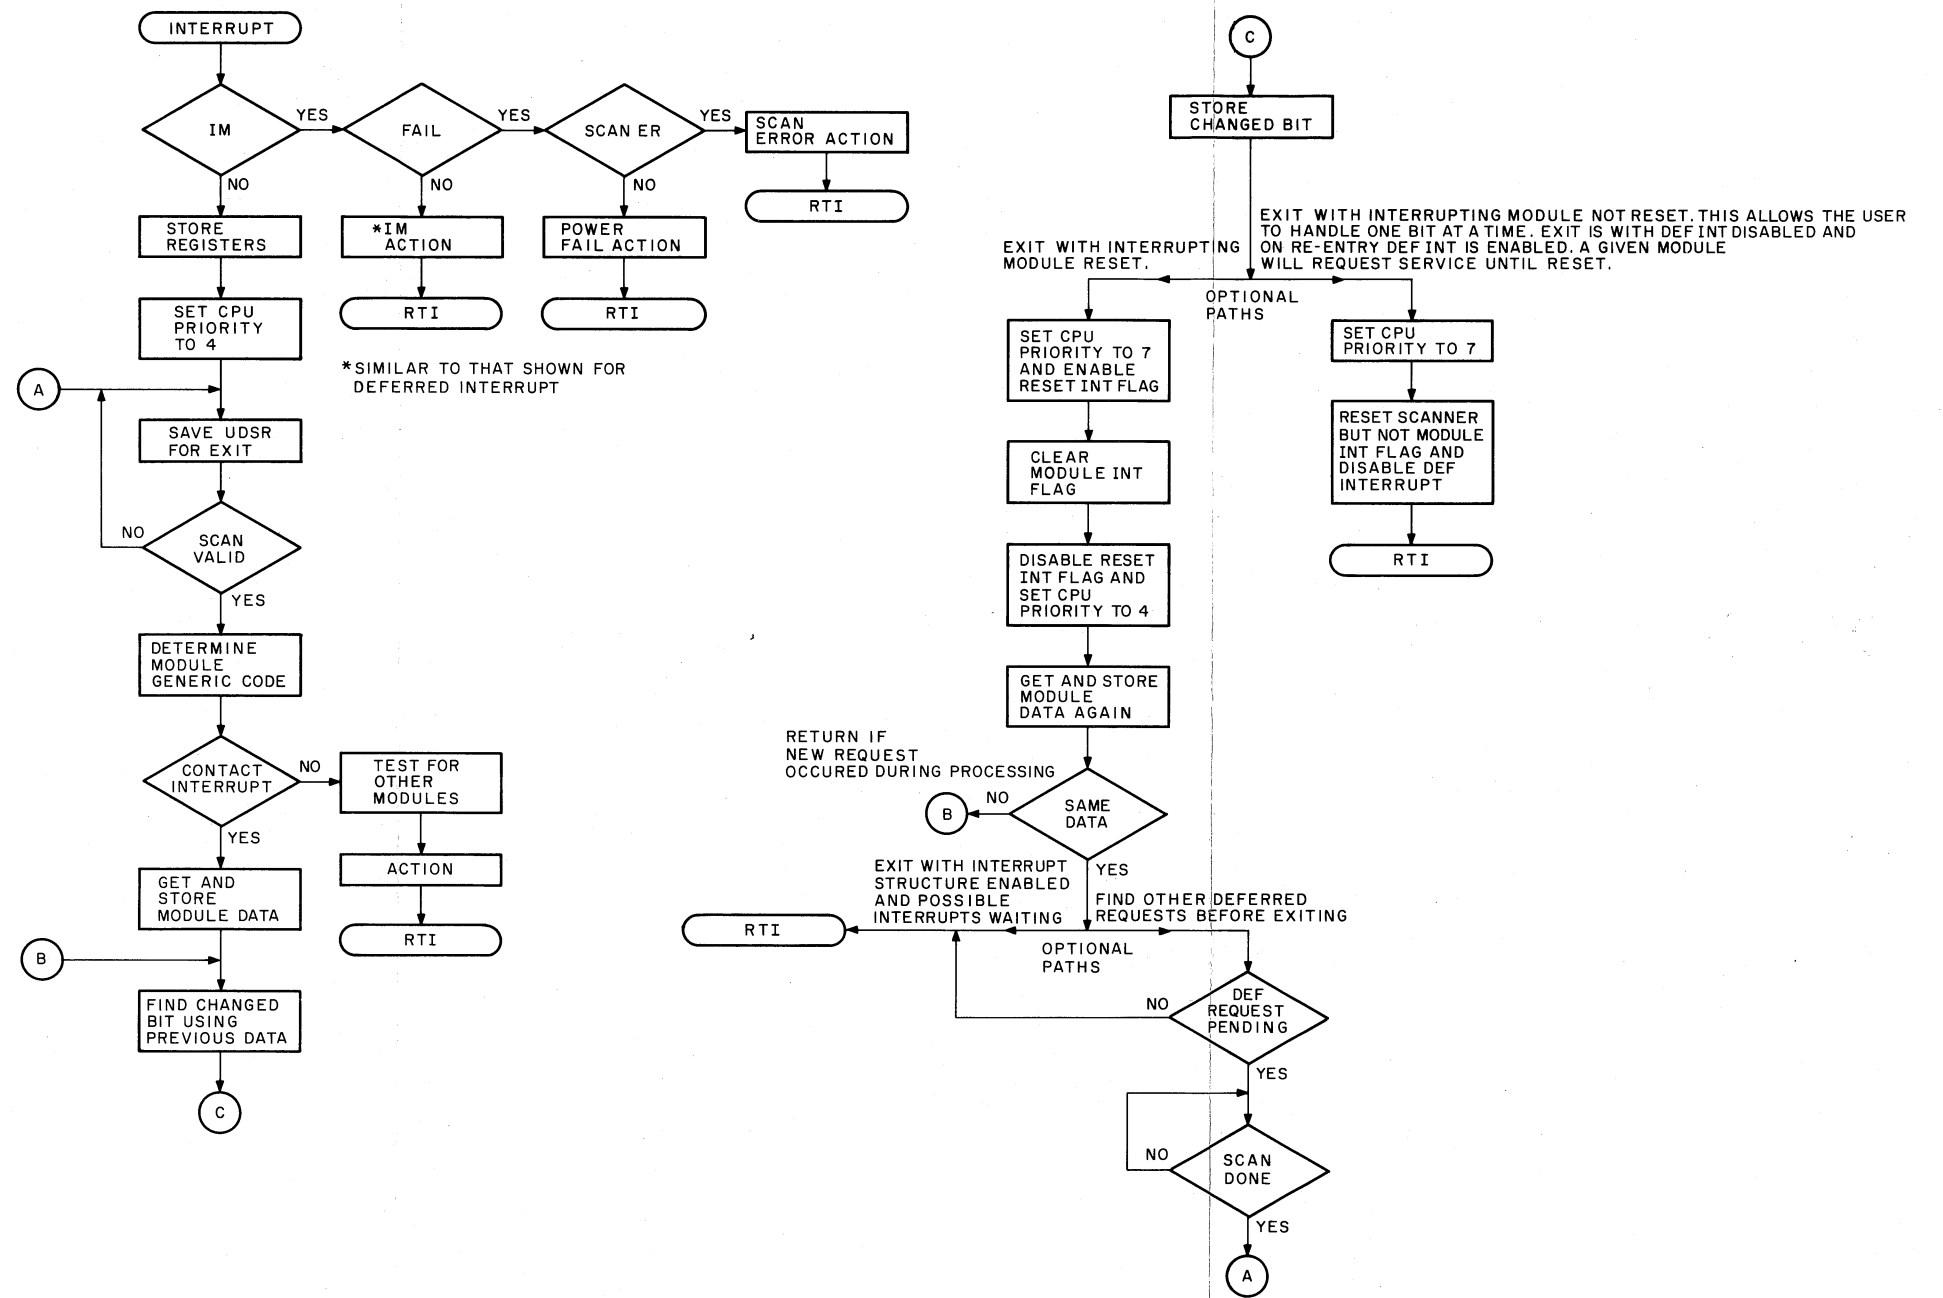 INTERRUPT
IM
YES
FAIL
YES
SCAN ER
YES
SCAN
ERROR ACTION
RTI
NO
NO
NO
STORE
REGISTERS
*IM
ACTION
POWER
FAIL ACTION
RTI
RTI
SET CPU
PRIORITY
TO 4
*SIMILAR TO THAT SHOWN FOR
DEFERRED INTERRUPT
A
SAVE UDSR
FOR EXIT
NO
SCAN
VALID
YES
DETERMINE
MODULE
GENERIC CODE
CONTACT
INTERRUPT
NO
TEST FOR
OTHER
MODULES
YES
ACTION
RTI
GET AND
STORE
MODULE DATA
B
FIND CHANGED
BIT USING
PREVIOUS DATA
C
C
STORE
CHANGED BIT
EXIT WITH INTERRUPTING
MODULE RESET.
EXIT WITH INTERRUPTING MODULE NOT RESET. THIS ALLOWS THE USER
TO HANDLE ONE BIT AT A TIME. EXIT IS WITH DEF INT DISABLED AND
ON RE-ENTRY DEF INT IS ENABLED. A GIVEN MODULE
WILL REQUEST SERVICE UNTIL RESET.
OPTIONAL
PATHS
SET CPU
PRIORITY TO 7
AND ENABLE
RESET INT FLAG
SET CPU
PRIORITY TO 7
CLEAR
MODULE INT
FLAG
RESET SCANNER
BUT NOT MODULE
INT FLAG AND
DISABLE DEF
INTERRUPT
RTI
DISABLE RESET
INT FLAG AND
SET CPU
PRIORITY TO 4
GET AND STORE
MODULE
DATA AGAIN
RETURN IF
NEW REQUEST
OCCURED DURING PROCESSING
B
NO
SAME
DATA
YES
EXIT WITH INTERRUPT
STRUCTURE ENABLED
AND POSSIBLE
INTERRUPTS WAITING
FIND OTHER DEFERRED
REQUESTS BEFORE EXITING
RTI
OPTIONAL
PATHS
NO
DEF
REQUEST
PENDING
YES
NO
SCAN
DONE
YES
A